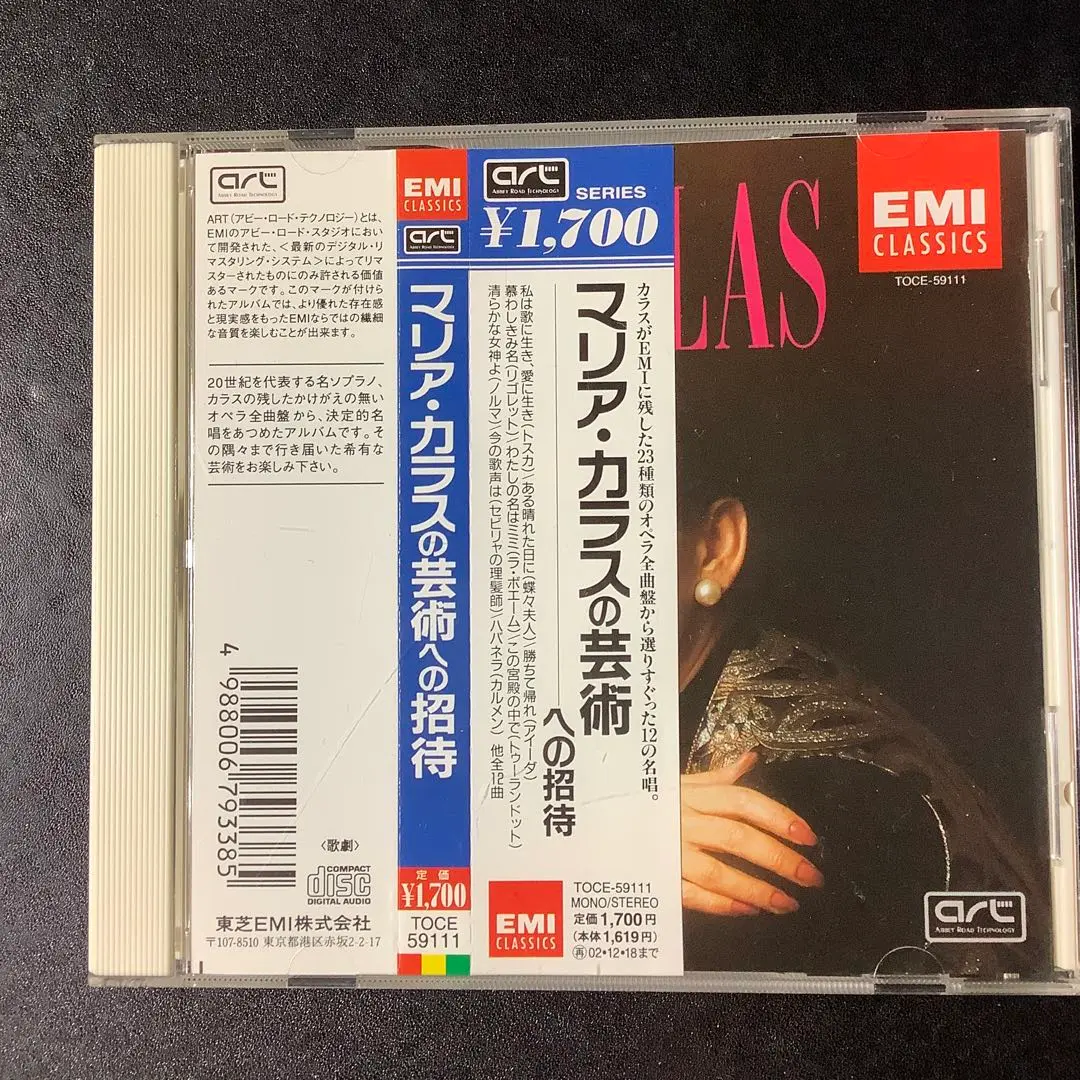 art
ABBEY ROAD TECHNOLOGY
ART（アビー・ロード・テクノロジー）とは、
EMIのアビー・ロード・スタジオにおい
て開発された、＜最新のデジタル・リ
マスタリング・システム＞によってリマ
スターされたものにのみ許される価値
あるマークです。このマークが付けら
れたアルバムでは、より優れた存在感
と現実感をもったEMIならではの繊細
な音質を楽しむことが出来ます。
20世紀を代表する名ソプラノ、
カラスの残したかけがえの無い
オペラ全曲盤から、決定的名
唱をあつめたアルバムです。そ
の隅々まで行き届いた希有な
芸術をお楽しみ下さい。
4 988006 793385
〈歌劇〉
COMPACT
disc
DIGITAL AUDIO
東芝EMI株式会社
〒107-8510 東京都港区赤坂2-2-17
EMI
CLASSICS
art
ABBEY ROAD TECHNOLOGY
マリア・カラスの芸術への招待
定価
¥1,700
TOCE
59111
art
ABBEY ROAD TECHNOLOGY
SERIES
¥1,700
カラスがEMIに残した23種類のオペラ全曲盤から選りすぐった12の名唱。
マリア・カラスの芸術
への招待
私は歌に生き、愛に生き（トスカ）/ある晴れた日に（蝶々夫人）/勝ちて帰れ（アイーダ）
慕わしきみ名（リゴレット）/わたしの名はミミ（ラ・ボエーム）/この宮殿の中で（トゥーランドット）
清らかな女神よ（ノルマ）/今の歌声は（セビリャの理髪師）/ハバネラ（カルメン） 他全12曲
EMI
CLASSICS
TOCE-59111
MONO/STEREO
定価1,700円
（本体1,619円）
再02・12・18まで
LAS
EMI
CLASSICS
TOCE-59111
art
ABBEY ROAD TECHNOLOGY